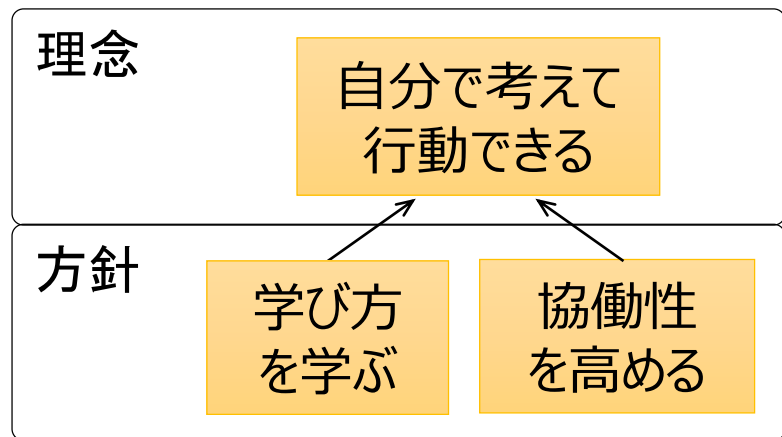 理念
自分で考えて
行動できる
方針
学び方
を学ぶ
協働性
を高める